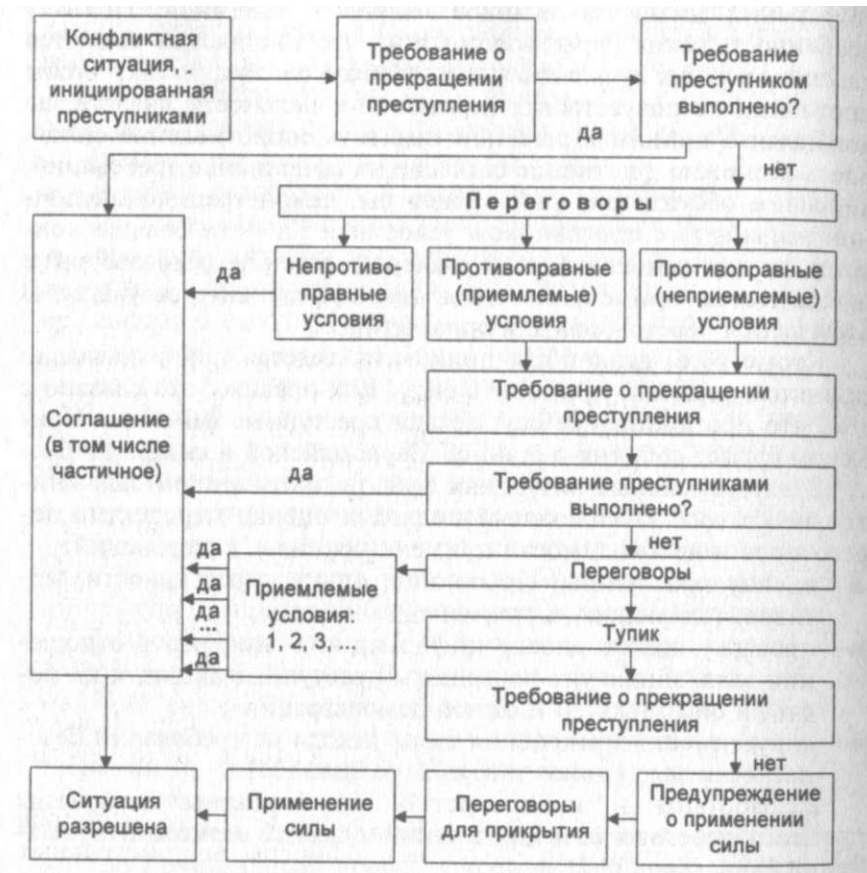 Конфликтная
ситуация,
инициированная
преступниками
Требование
прекращения
преступления
Требование
преступником
выполнено?
да
нет
Переговоры
да
Непротиво-
правные
условия
Противоправные
(приемлемые)
условия
Противоправные
(неприемлемые)
условия
Требование о прекращении
преступления
Соглашение
(в том числе
частичное)
да
Требование преступниками
выполнено?
нет
да
да
да
...
да
Приемлемые
условия:
1, 2, 3, ...
Переговоры
Тупик
Требование о прекращении
преступления
нет
Ситуация
разрешена
Применение
силы
Переговоры
для прикрытия
Предупреждение
о применении
силы